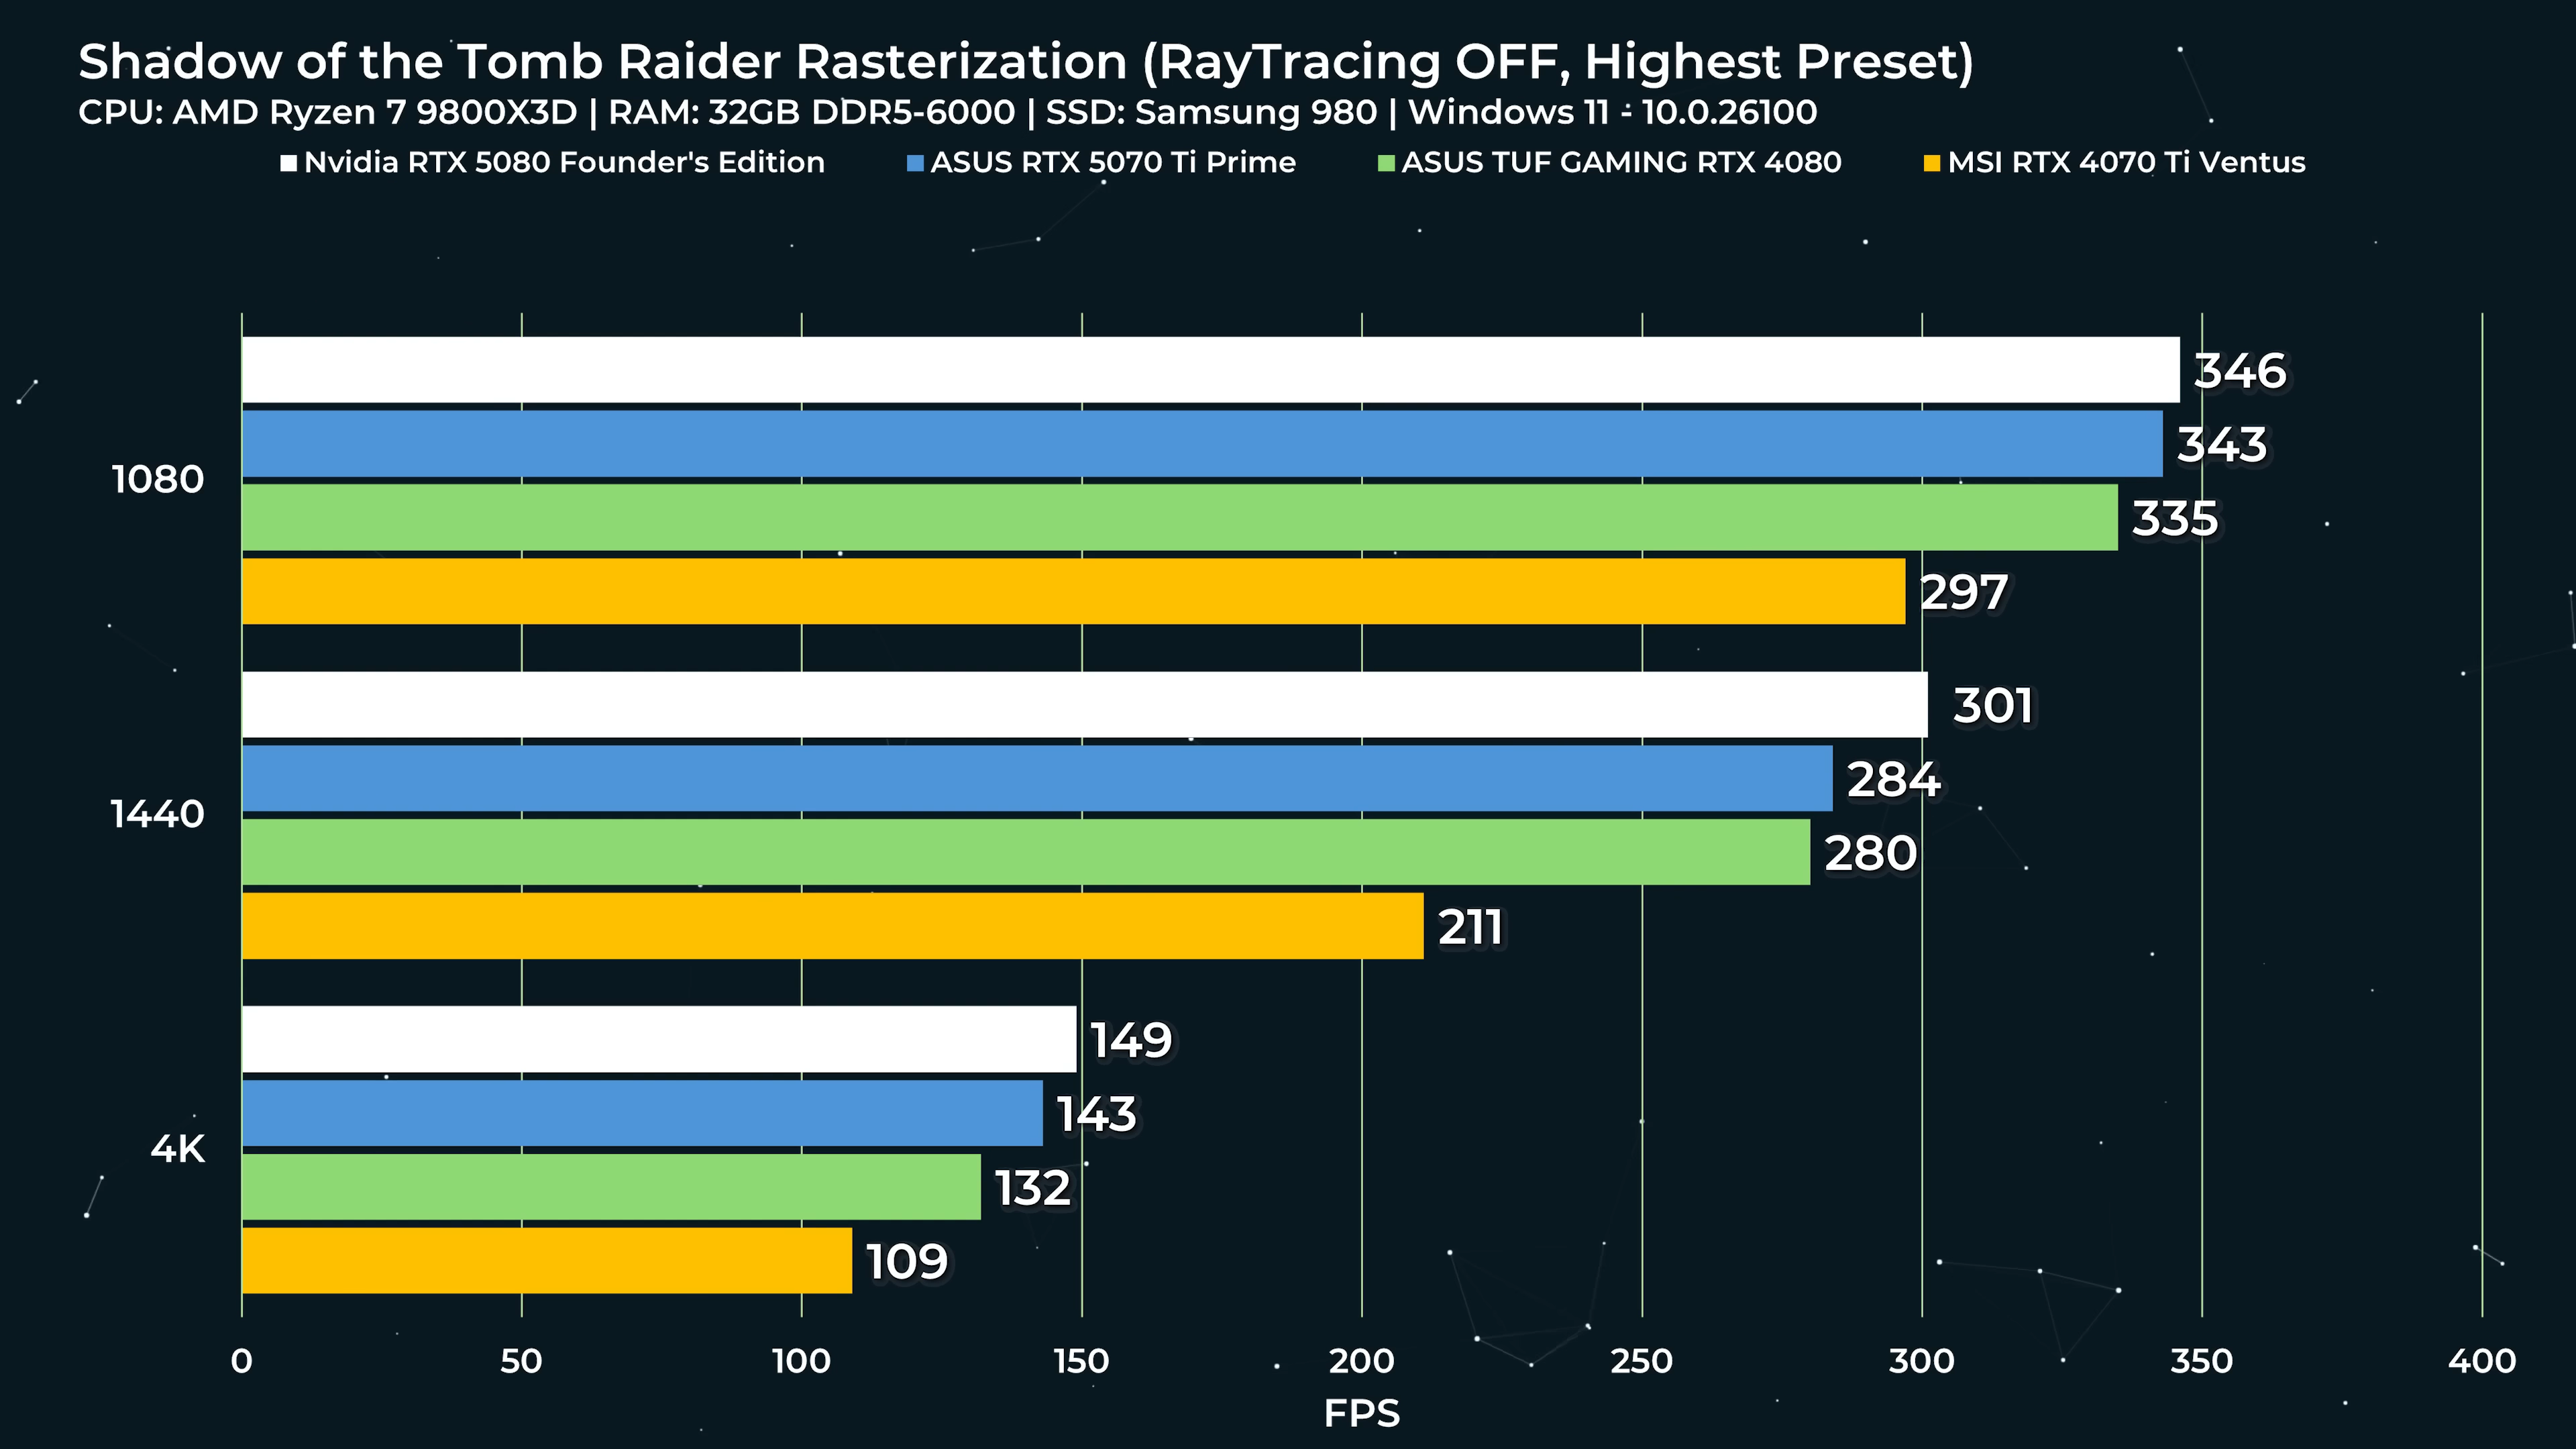 Shadow of the Tomb Raider Rasterization (RayTracing OFF, Highest Preset)
CPU: AMD Ryzen 7 9800X3D | RAM: 32GB DDR5-6000 | SSD: Samsung 980 | Windows 11 - 10.0.26100
Nvidia RTX 5080 Founder's Edition ASUS RTX 5070 Ti Prime ASUS TUF GAMING RTX 4080 MSI RTX 4070 Ti Ventus
346
343
1080
335
297
301
284
1440
280
211
149
143
4K
132
109
0 50 100 150 200 250 300 350 400
FPS